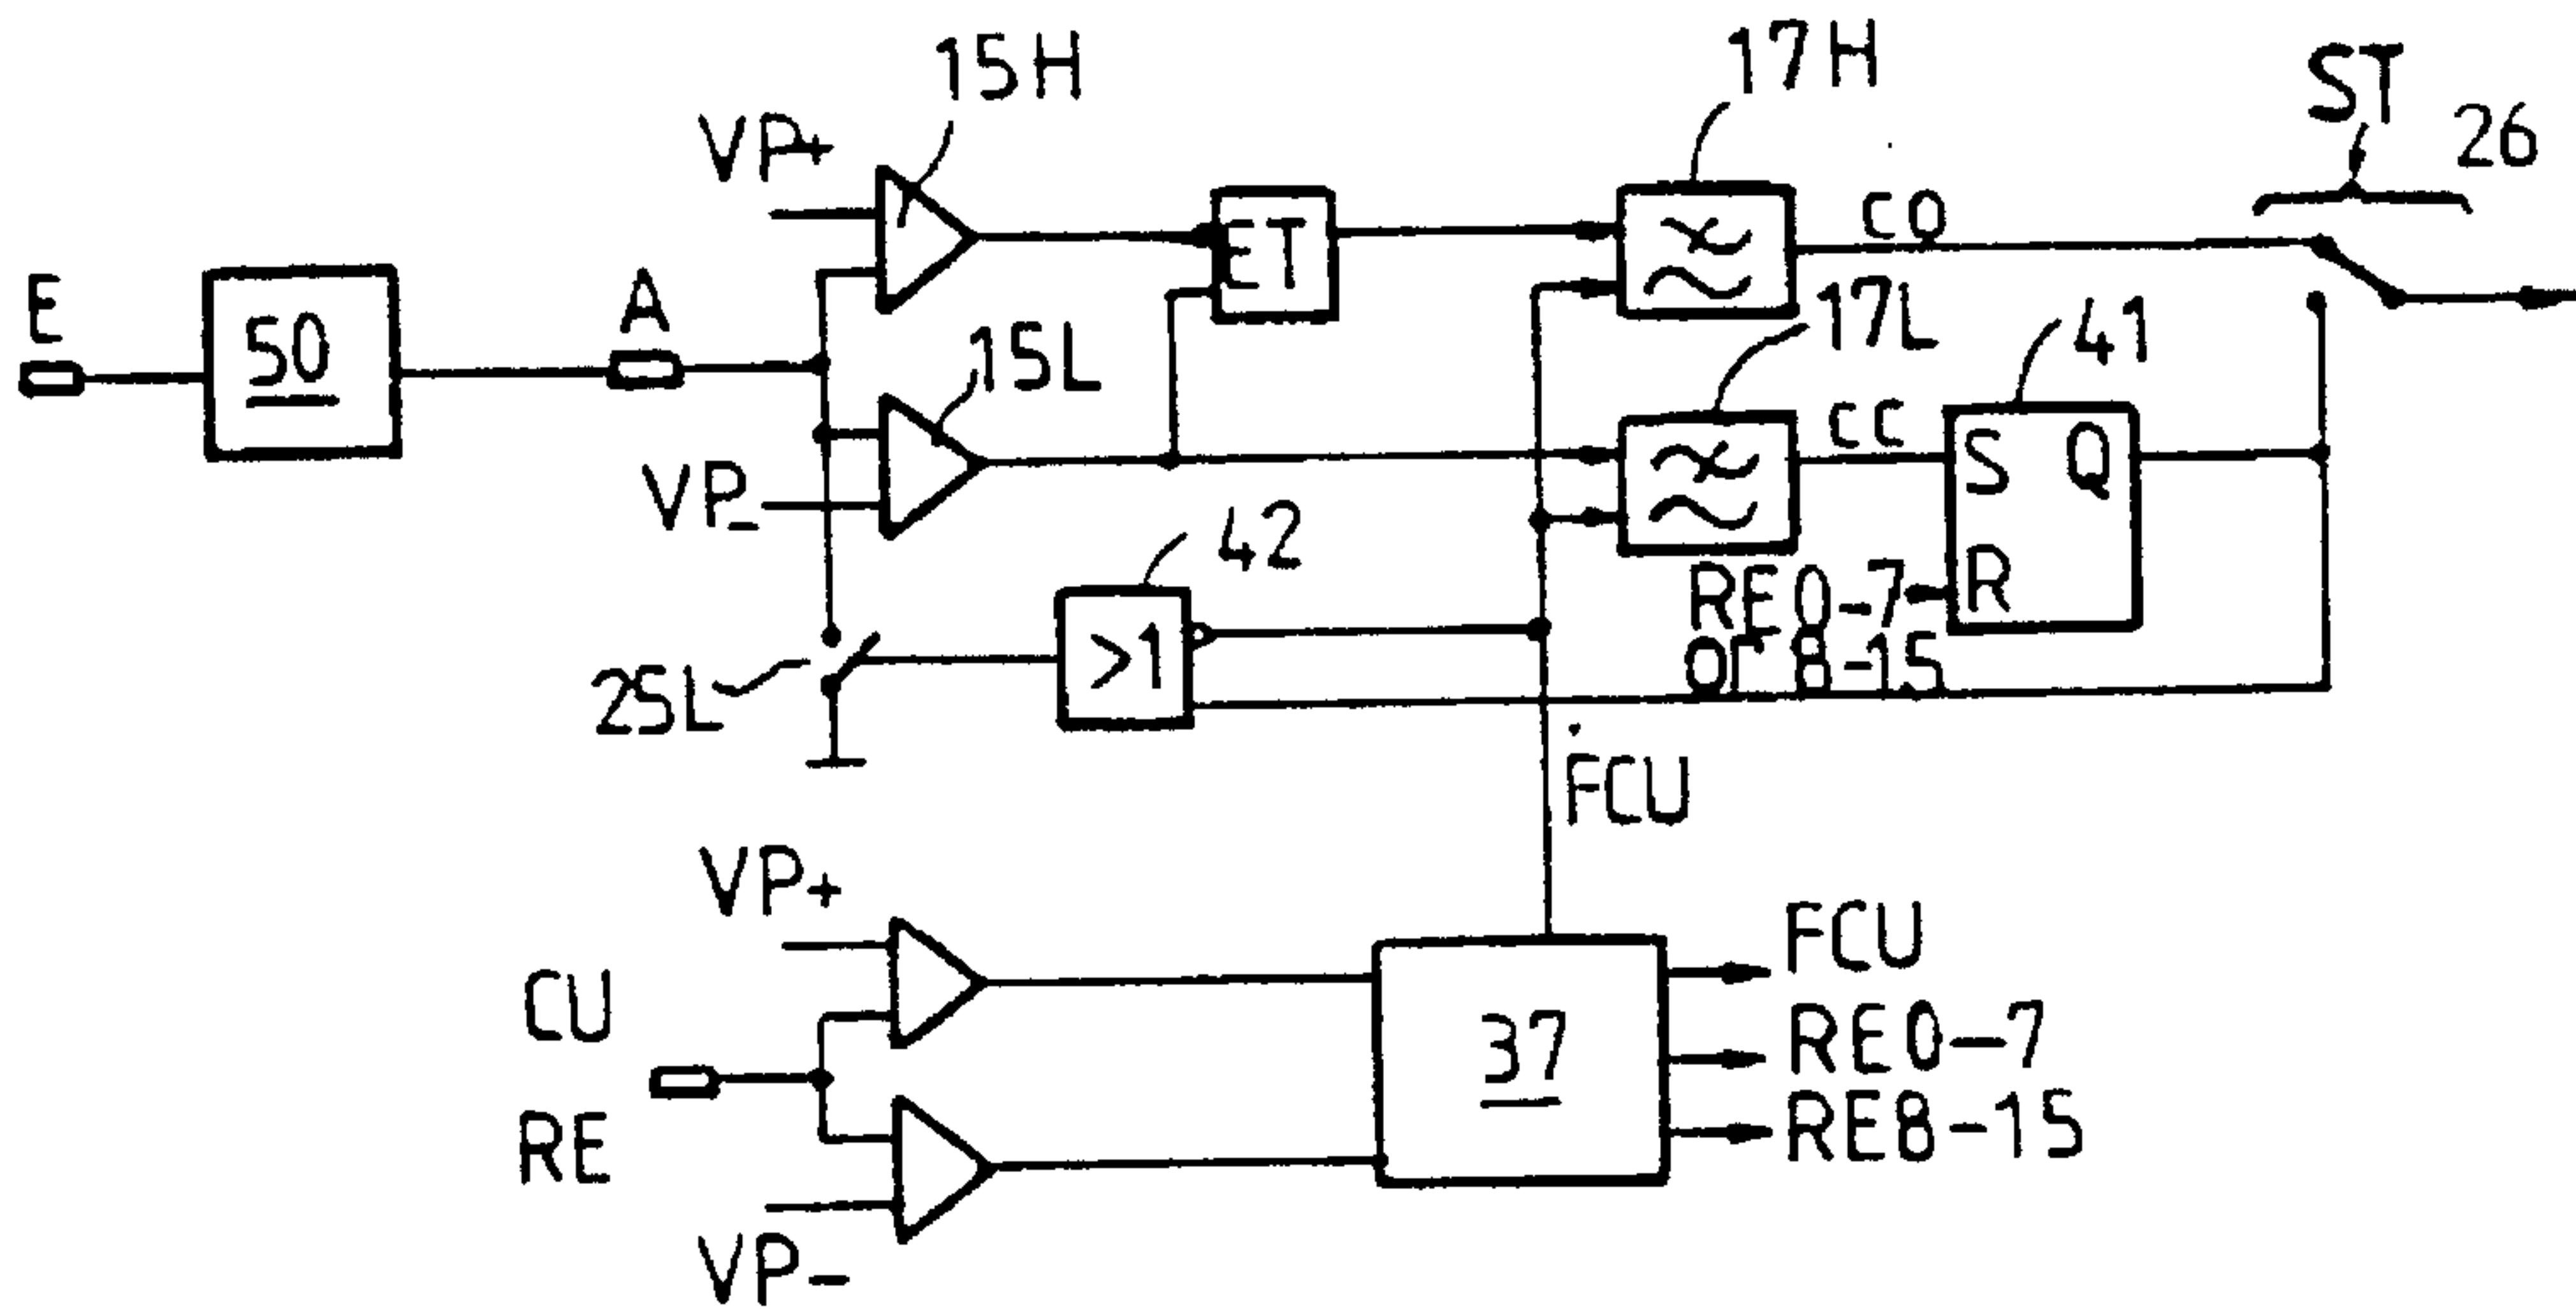 15H
17H
ST
26
VP+
E
50
A
ET
co
15L
17L
41
VP-
cc
S Q
42
R
RE0-7
OF 8-15
25L
>1
FCU
VP+
FCU
CU
37
RE0-7
RE
RE8-15
VP-